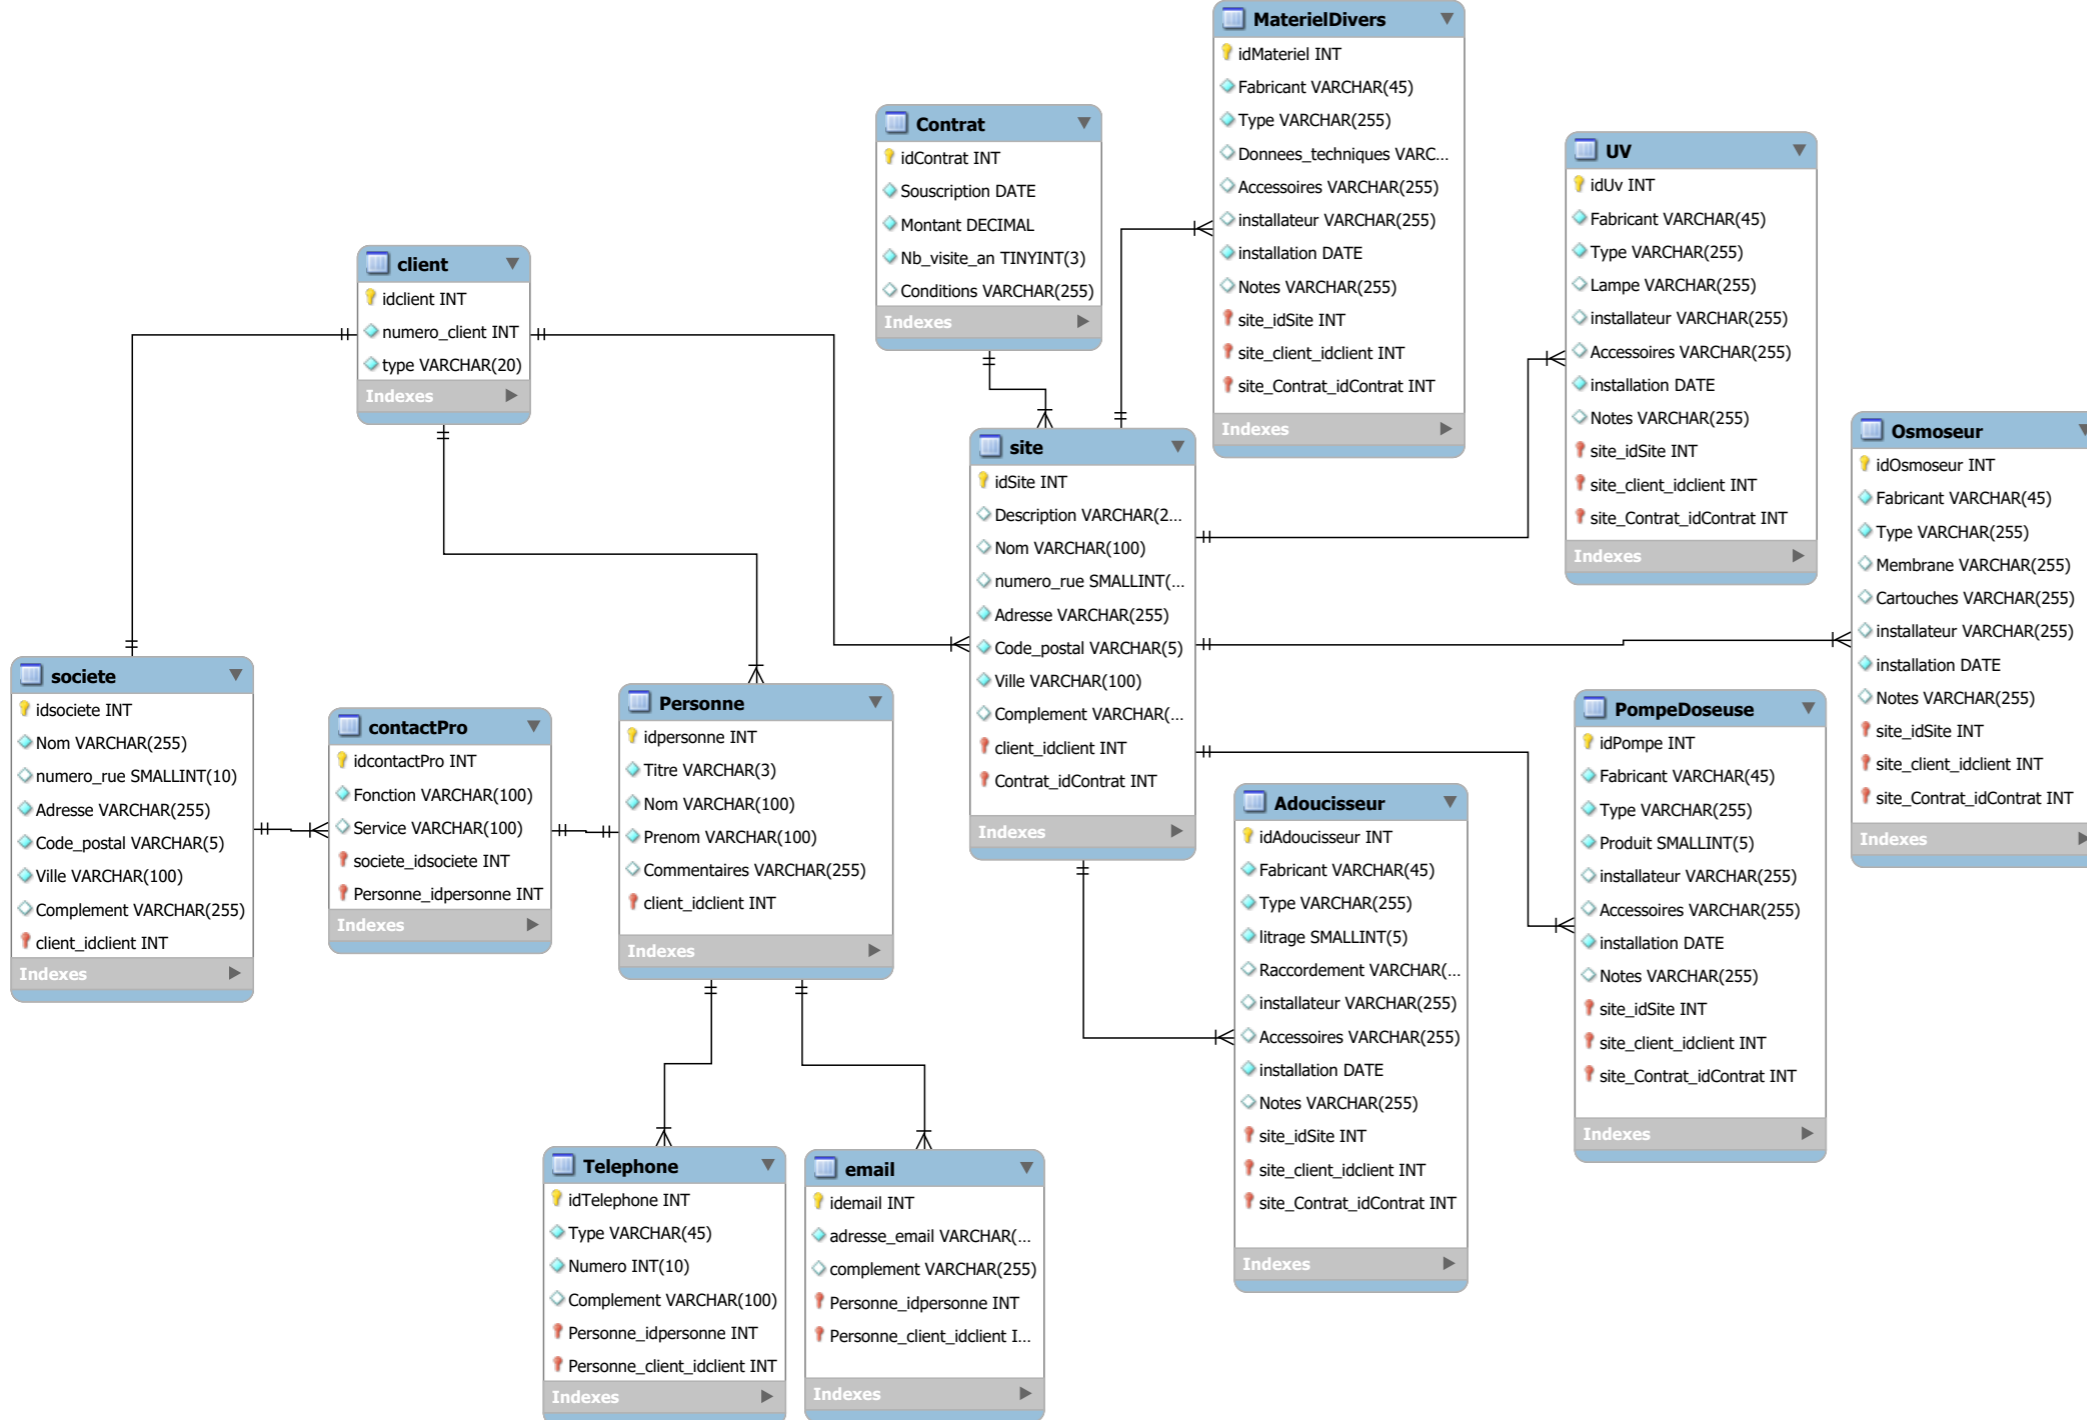 MaterielDivers
idMateriel INT
Fabricant VARCHAR(45)
Type VARCHAR(255)
Donnees_techniques VARC...
Accessoires VARCHAR(255)
installateur VARCHAR(255)
installation DATE
Notes VARCHAR(255)
site_idSite INT
site_client_idclient INT
site_Contrat_idContrat INT
Indexes
Contrat
idContrat INT
Souscription DATE
Montant DECIMAL
Nb_visite_an TINYINT(3)
Conditions VARCHAR(255)
Indexes
UV
idUv INT
Fabricant VARCHAR(45)
Type VARCHAR(255)
Lampe VARCHAR(255)
installateur VARCHAR(255)
Accessoires VARCHAR(255)
installation DATE
Notes VARCHAR(255)
site_idSite INT
site_client_idclient INT
site_Contrat_idContrat INT
Indexes
client
idclient INT
numero_client INT
type VARCHAR(20)
Indexes
site
idSite INT
Description VARCHAR(2...
Nom VARCHAR(100)
numero_rue SMALLINT(...
Adresse VARCHAR(255)
Code_postal VARCHAR(5)
Ville VARCHAR(100)
Complement VARCHAR(...
client_idclient INT
Contrat_idContrat INT
Indexes
Osmoseur
idOsmoseur INT
Fabricant VARCHAR(45)
Type VARCHAR(255)
Membrane VARCHAR(255)
Cartouches VARCHAR(255)
installateur VARCHAR(255)
installation DATE
Notes VARCHAR(255)
site_idSite INT
site_client_idclient INT
site_Contrat_idContrat INT
Indexes
societe
idsociete INT
Nom VARCHAR(255)
numero_rue SMALLINT(10)
Adresse VARCHAR(255)
Code_postal VARCHAR(5)
Ville VARCHAR(100)
Complement VARCHAR(255)
client_idclient INT
Indexes
contactPro
idcontactPro INT
Fonction VARCHAR(100)
Service VARCHAR(100)
societe_idsociete INT
Personne_idpersonne INT
Indexes
Personne
idpersonne INT
Titre VARCHAR(3)
Nom VARCHAR(100)
Prenom VARCHAR(100)
Commentaires VARCHAR(255)
client_idclient INT
Indexes
PompeDoseuse
idPompe INT
Fabricant VARCHAR(45)
Type VARCHAR(255)
Produit SMALLINT(5)
installateur VARCHAR(255)
Accessoires VARCHAR(255)
installation DATE
Notes VARCHAR(255)
site_idSite INT
site_client_idclient INT
site_Contrat_idContrat INT
Indexes
Adoucisseur
idAdoucisseur INT
Fabricant VARCHAR(45)
Type VARCHAR(255)
litrage SMALLINT(5)
Raccordement VARCHAR(...
installateur VARCHAR(255)
Accessoires VARCHAR(255)
installation DATE
Notes VARCHAR(255)
site_idSite INT
site_client_idclient INT
site_Contrat_idContrat INT
Indexes
Telephone
idTelephone INT
Type VARCHAR(45)
Numero INT(10)
Complement VARCHAR(100)
Personne_idpersonne INT
Personne_client_idclient INT
Indexes
email
idemail INT
adresse_email VARCHAR(...
complement VARCHAR(255)
Personne_idpersonne INT
Personne_client_idclient I...
Indexes